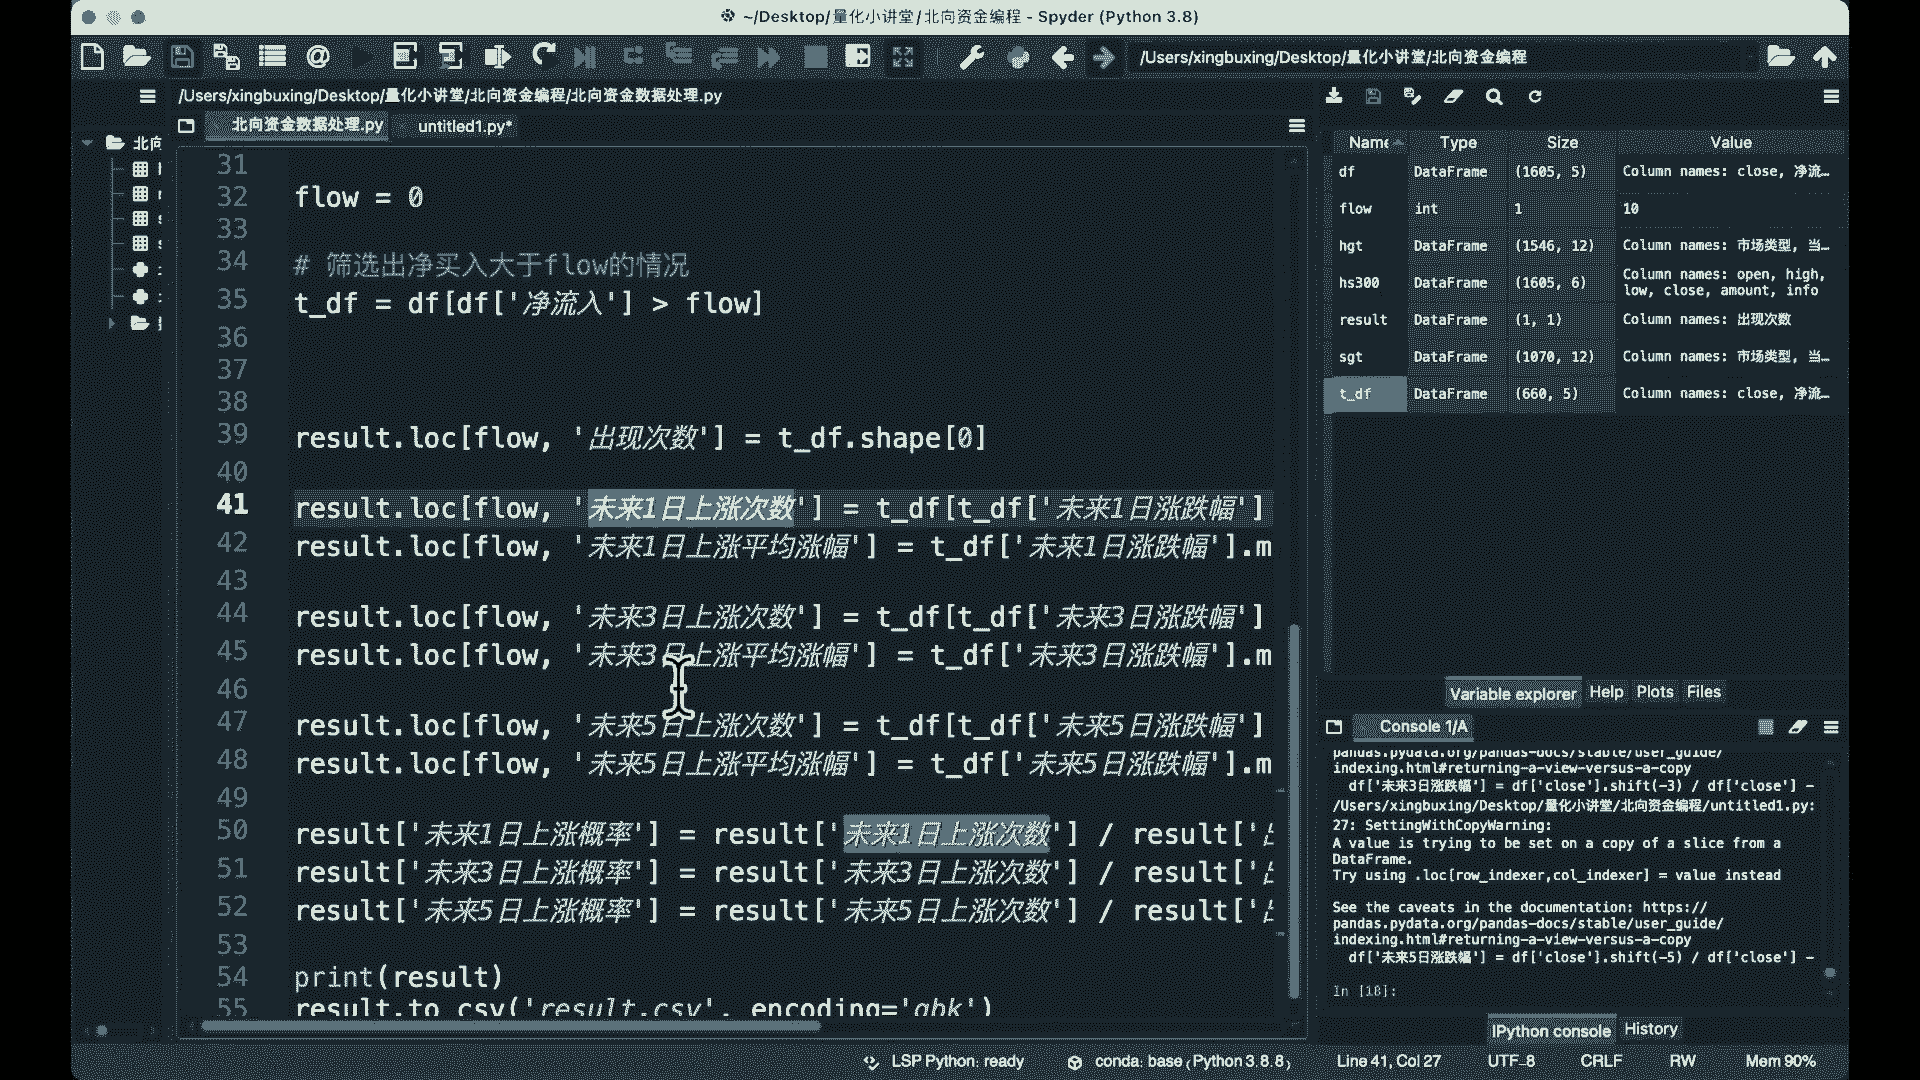 ~/Desktop/量化小讲堂/北向资金编程 - Spyder (Python 3.8)
/Users/xingbuxing/Desktop/量化小讲堂/北向资金编程
/Users/xingbuxing/Desktop/量化小讲堂/北向资金编程/北向资金数据处理.py
北向资金数据处理.py
untitled1.py*
北向
31
32 flow = 0
33
34 # 筛选出净买入大于flow的情况
35 t_df = df[df['净流入'] > flow]
36
37
38
39 result.loc[flow, '出现次数'] = t_df.shape[0]
40
41 result.loc[flow, '未来1日上涨次数'] = t_df[t_df['未来1日涨跌幅']
42 result.loc[flow, '未来1日上涨平均涨幅'] = t_df['未来1日涨跌幅'].m
43
44 result.loc[flow, '未来3日上涨次数'] = t_df[t_df['未来3日涨跌幅']
45 result.loc[flow, '未来3日上涨平均涨幅'] = t_df['未来3日涨跌幅'].m
46
47 result.loc[flow, '未来5日上涨次数'] = t_df[t_df['未来5日涨跌幅']
48 result.loc[flow, '未来5日上涨平均涨幅'] = t_df['未来5日涨跌幅'].m
49
50 result['未来1日上涨概率'] = result['未来1日上涨次数'] / result['
51 result['未来3日上涨概率'] = result['未来3日上涨次数'] / result['
52 result['未来5日上涨概率'] = result['未来5日上涨次数'] / result['
53
54 print(result)
55 result.to_csv('result.csv', encoding='gbk')
Name Type Size Value
df DataFrame (1605, 5) Column names: close, 净流…
flow int 1 10
hgt DataFrame (1546, 12) Column names: 市场类型, 当…
hs300 DataFrame (1605, 6) Column names: open, high,
low, close, amount, info
result DataFrame (1, 1) Column names: 出现次数
sgt DataFrame (1070, 12) Column names: 市场类型, 当…
t_df DataFrame (660, 5) Column names: close, 净流…
Variable explorer Help Plots Files
Console 1/A
pandas.pydata.org/pandas-docs/stable/user_guide/
indexing.html#returning-a-view-versus-a-copy
df['未来3日涨跌幅'] = df['close'].shift(-3) / df['close'] -
/Users/xingbuxing/Desktop/量化小讲堂/北向资金编程/untitled1.py:
27: SettingWithCopyWarning:
A value is trying to be set on a copy of a slice from a
DataFrame.
Try using .loc[row_indexer,col_indexer] = value instead
See the caveats in the documentation: https://
pandas.pydata.org/pandas-docs/stable/user_guide/
indexing.html#returning-a-view-versus-a-copy
df['未来5日涨跌幅'] = df['close'].shift(-5) / df['close'] -
In [18]:
IPython console History
LSP Python: ready conda: base (Python 3.8.8) Line 41, Col 27 UTF-8 CRLF RW Mem 90%